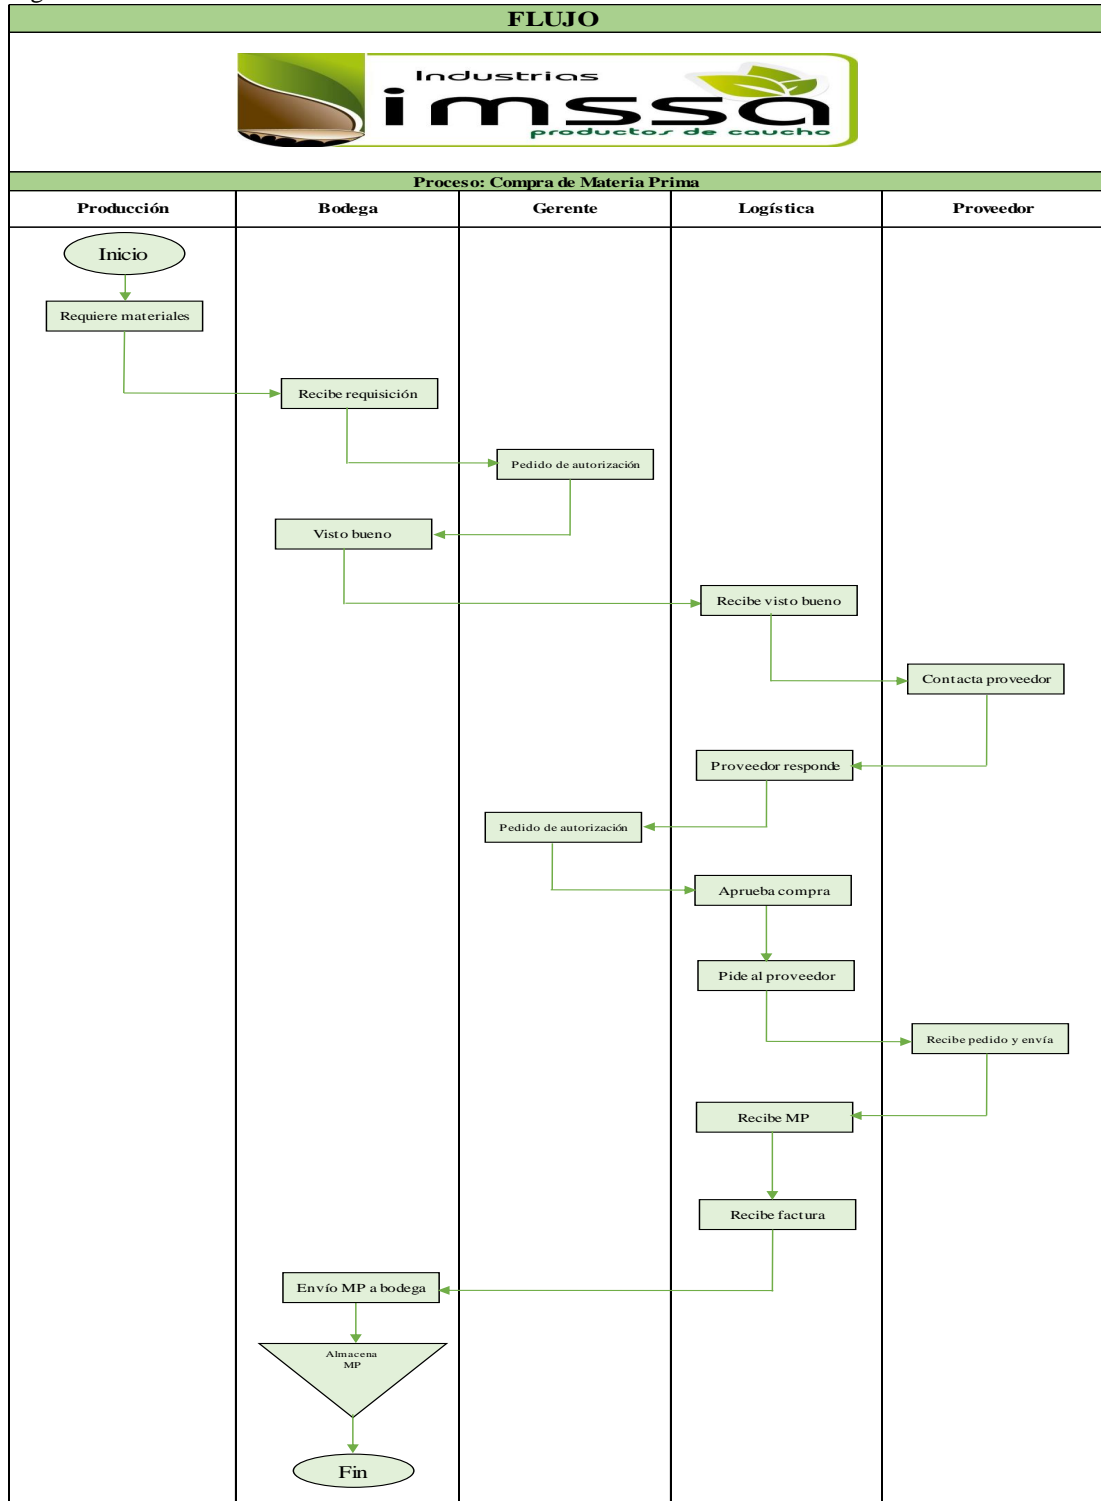 FLUJO
Industrias
imssa
productos de caucho
Proceso: Compra de Materia Prima
Producción
Bodega
Gerente
Logística
Proveedor
Inicio
Requiere materiales
Recibe requisición
Pedido de autorización
Visto bueno
Recibe visto bueno
Contacta proveedor
Proveedor responde
Pedido de autorización
Aprueba compra
Pide al proveedor
Recibe pedido y envía
Recibe MP
Recibe factura
Envío MP a bodega
Almacena
MP
Fin